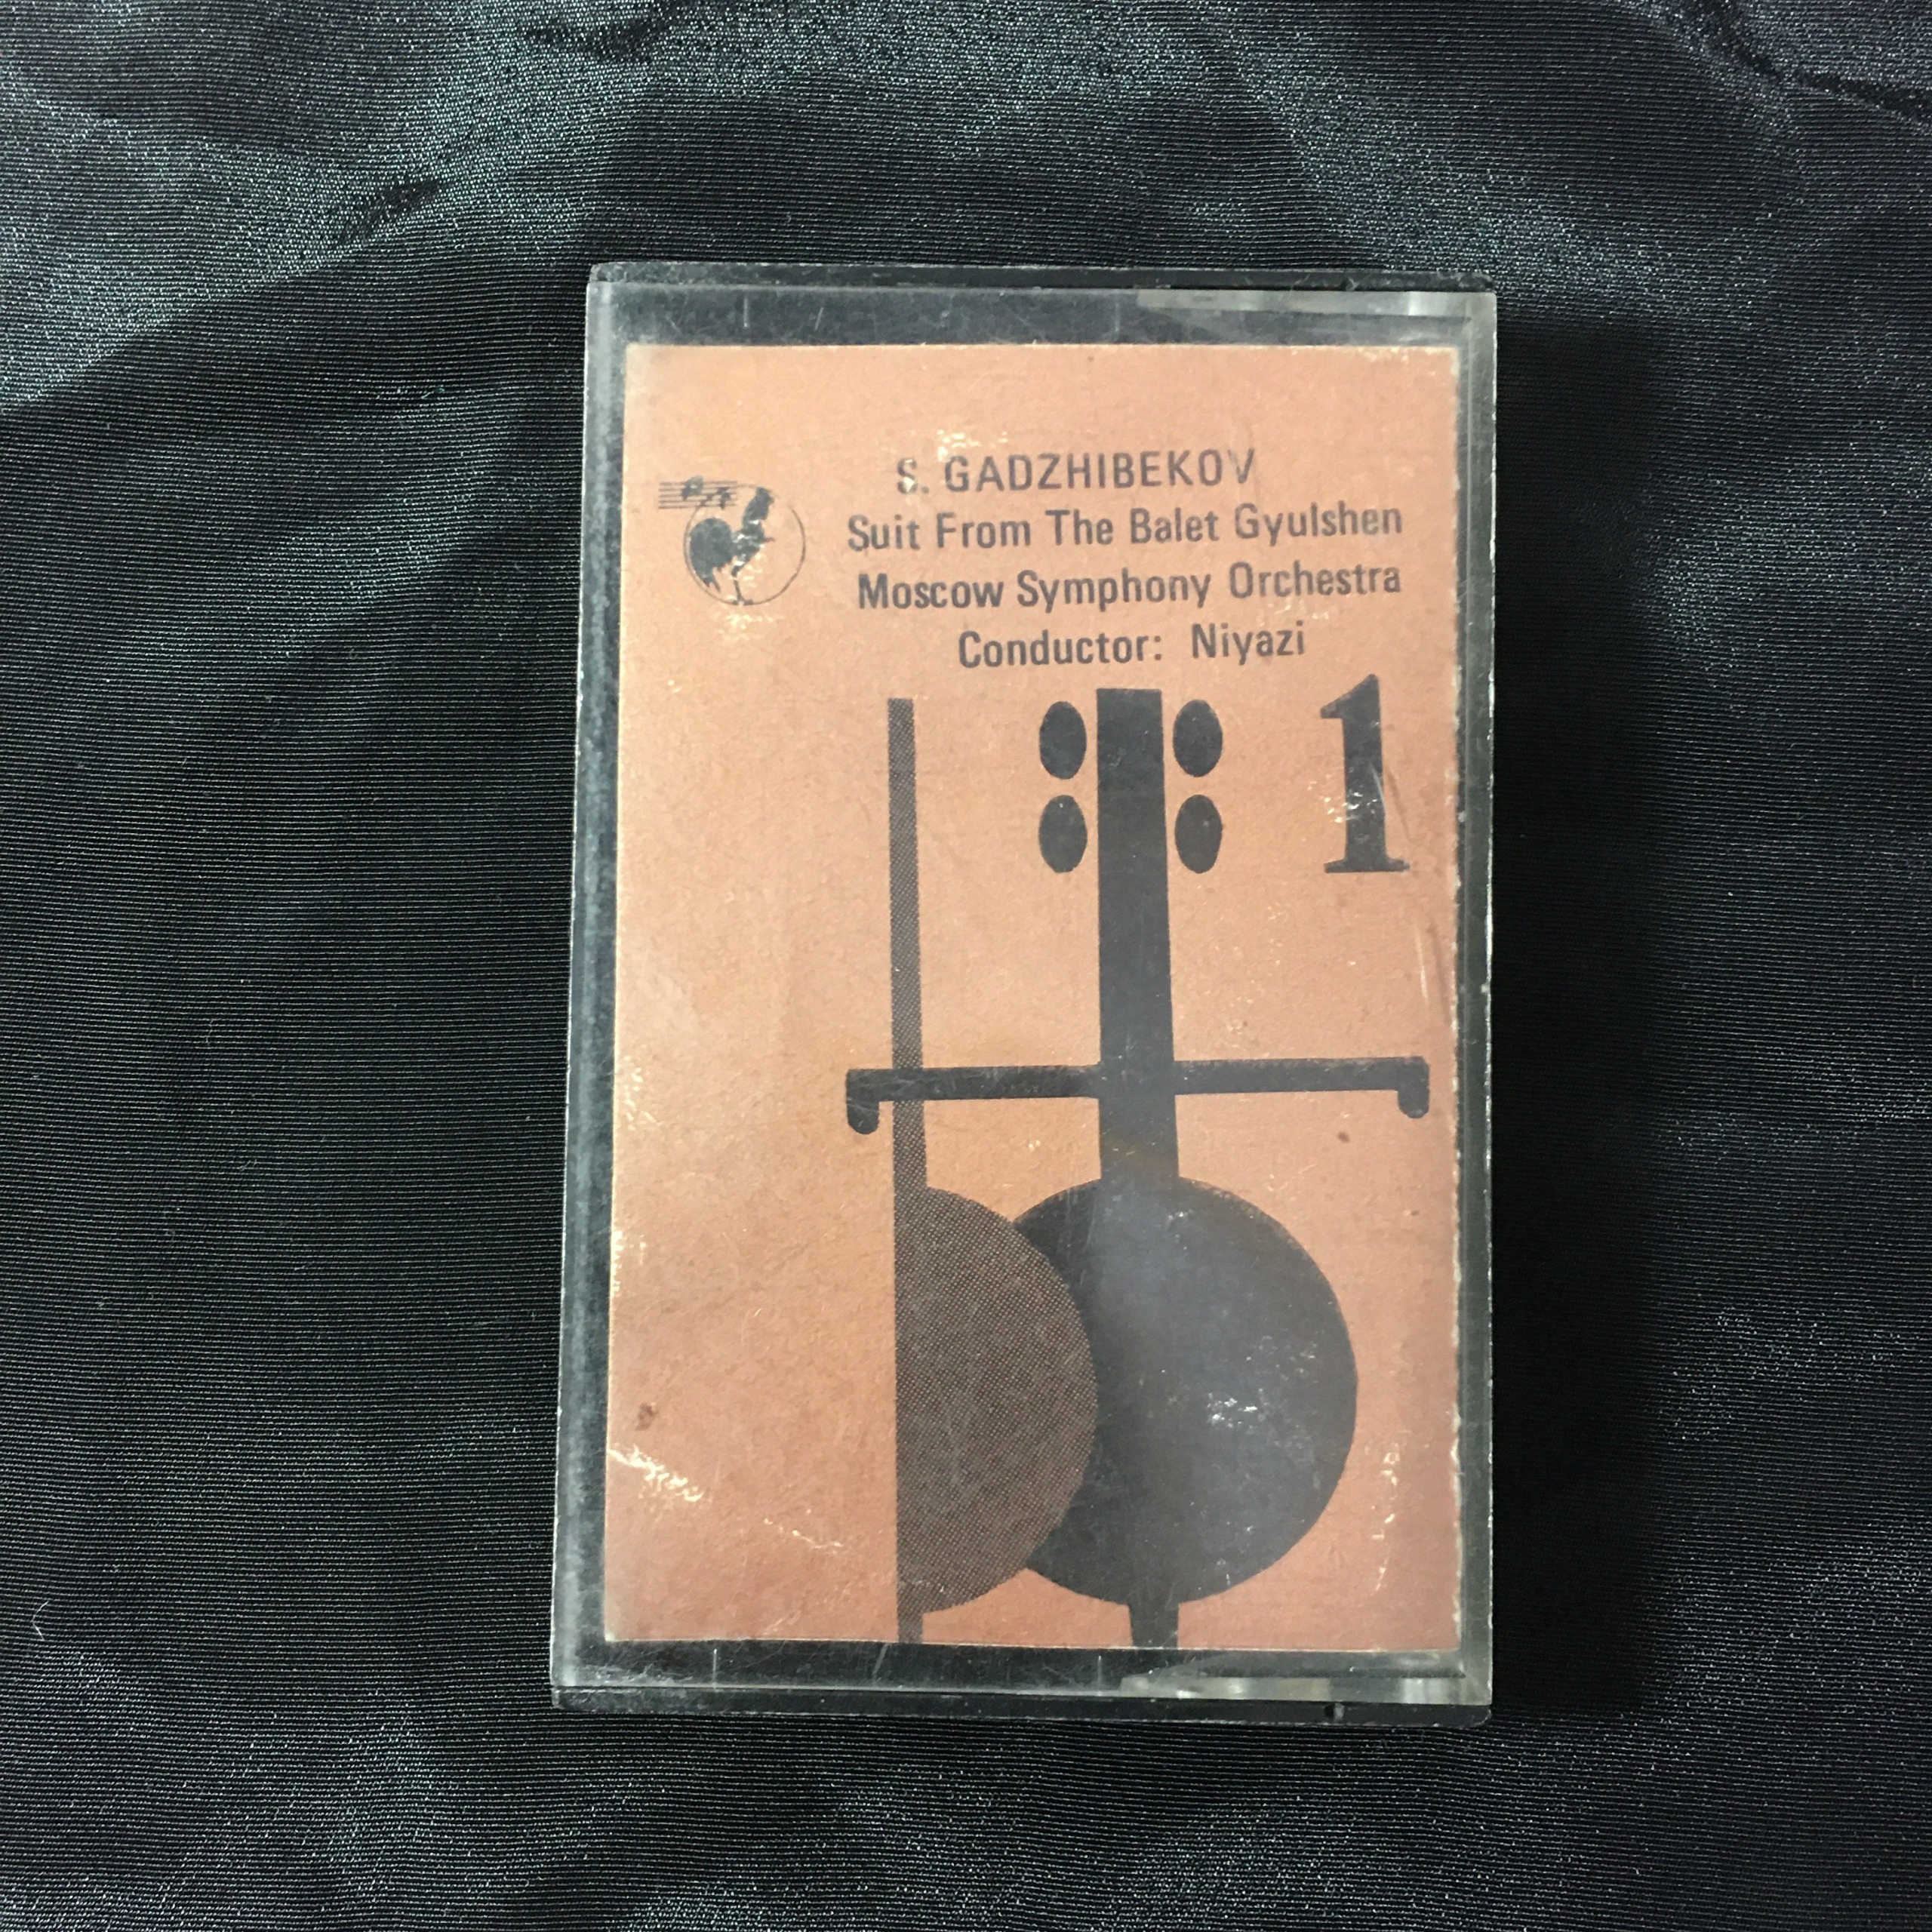 S. GADZHIBEKOV
Suit From The Balet Gyulshen
Moscow Symphony Orchestra
Conductor: Niyazi
1